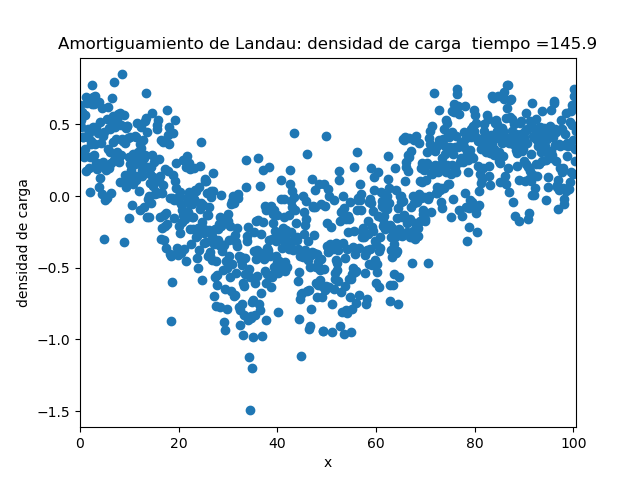 Amortiguamiento de Landau: densidad de carga  tiempo =145.9
0.5
0.0
−0.5
−1.0
−1.5
densidad de carga
0 20 40 60 80 100
x